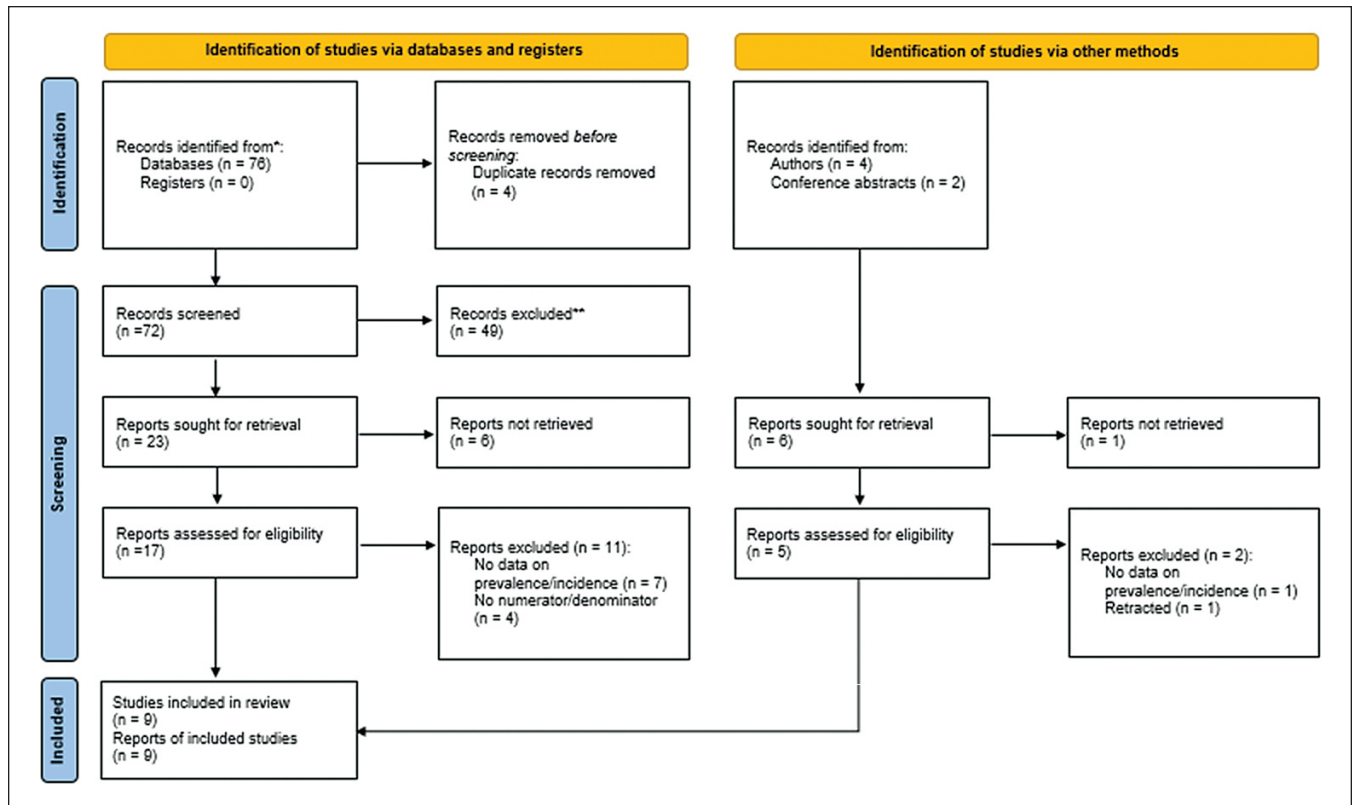 Identification of studies via databases and registers
Identification of studies via other methods
Identification
Records identified from*:
Databases (n = 76)
Registers (n = 0)
Records removed before
screening:
Duplicate records removed
(n = 4)
Records identified from:
Authors (n = 4)
Conference abstracts (n = 2)
Screening
Records screened
(n =72)
Records excluded**
(n = 49)
Reports sought for retrieval
(n = 23)
Reports not retrieved
(n = 6)
Reports sought for retrieval
(n = 6)
Reports not retrieved
(n = 1)
Reports assessed for eligibility
(n =17)
Reports excluded (n = 11):
No data on
prevalence/incidence (n = 7)
No numerator/denominator
(n = 4)
Reports assessed for eligibility
(n = 5)
Reports excluded (n = 2):
No data on
prevalence/incidence (n = 1)
Retracted (n = 1)
Included
Studies included in review
(n = 9)
Reports of included studies
(n = 9)